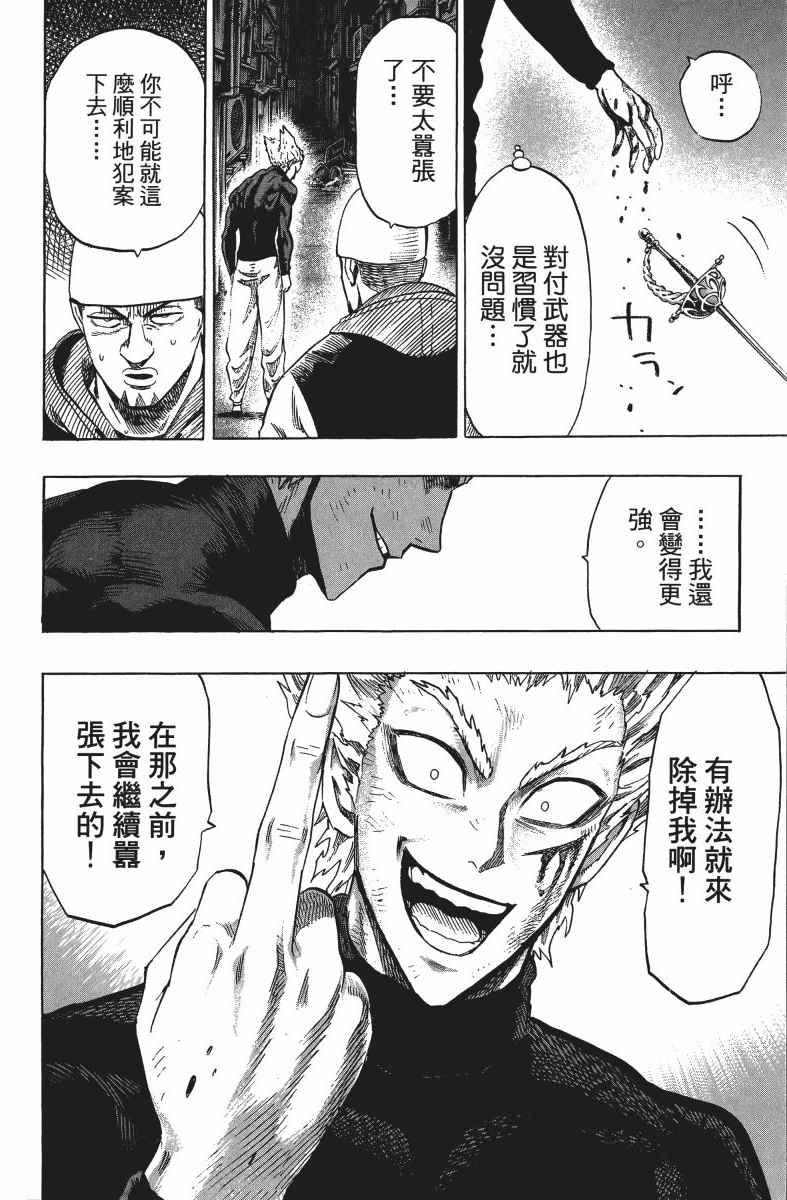 呼…
對付武器也
是習慣了就
沒問題…
カラン
不要太囂張
了…
你不可能就這
麼順利地犯案
下去……
……我還
會變得更
強。
有辦法就來
除掉我啊！
在那之前，
我會繼續囂
張下去的！